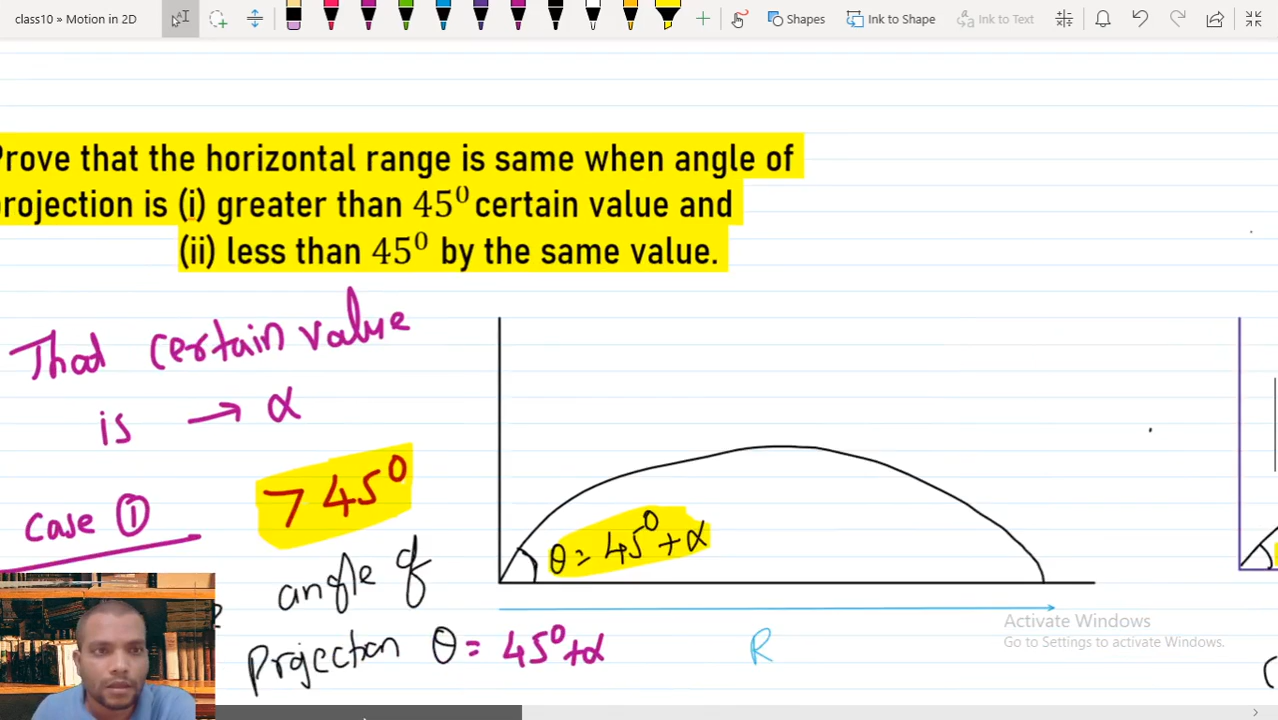 class10 » Motion in 2D
Shapes
Ink to Shape
Ink to Text
rove that the horizontal range is same when angle of
rojection is (i) greater than 45⁰ certain value and
(ii) less than 45⁰ by the same value.
That certain value
is → α
> 45⁰
Case ①
θ = 45⁰ + α
angle of
Projection θ = 45⁰+α
R
Activate Windows
Go to Settings to activate Windows.